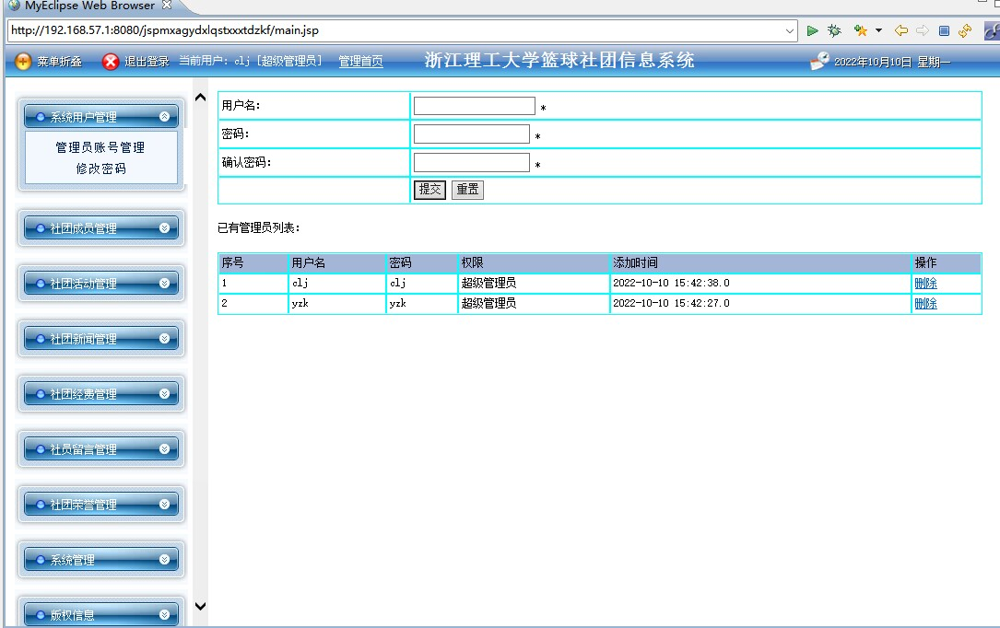 MyEclipse Web Browser
http://192.168.57.1:8080/jspmxagydxlqstxxxtdzkf/main.jsp
菜单折叠 退出登录 当前用户: clj [超级管理员] 管理首页 浙江理工大学篮球社团信息系统 2022年10月10日 星期一
系统用户管理
管理员账号管理
修改密码
社团成员管理
社团活动管理
社团新闻管理
社团经费管理
社员留言管理
社团荣誉管理
系统管理
版权信息
用户名: *
密码: *
确认密码: *
提交 重置
已有管理员列表:
序号 用户名 密码 权限 添加时间 操作
1 clj clj 超级管理员 2022-10-10 15:42:38.0 删除
2 yzk yzk 超级管理员 2022-10-10 15:42:27.0 删除